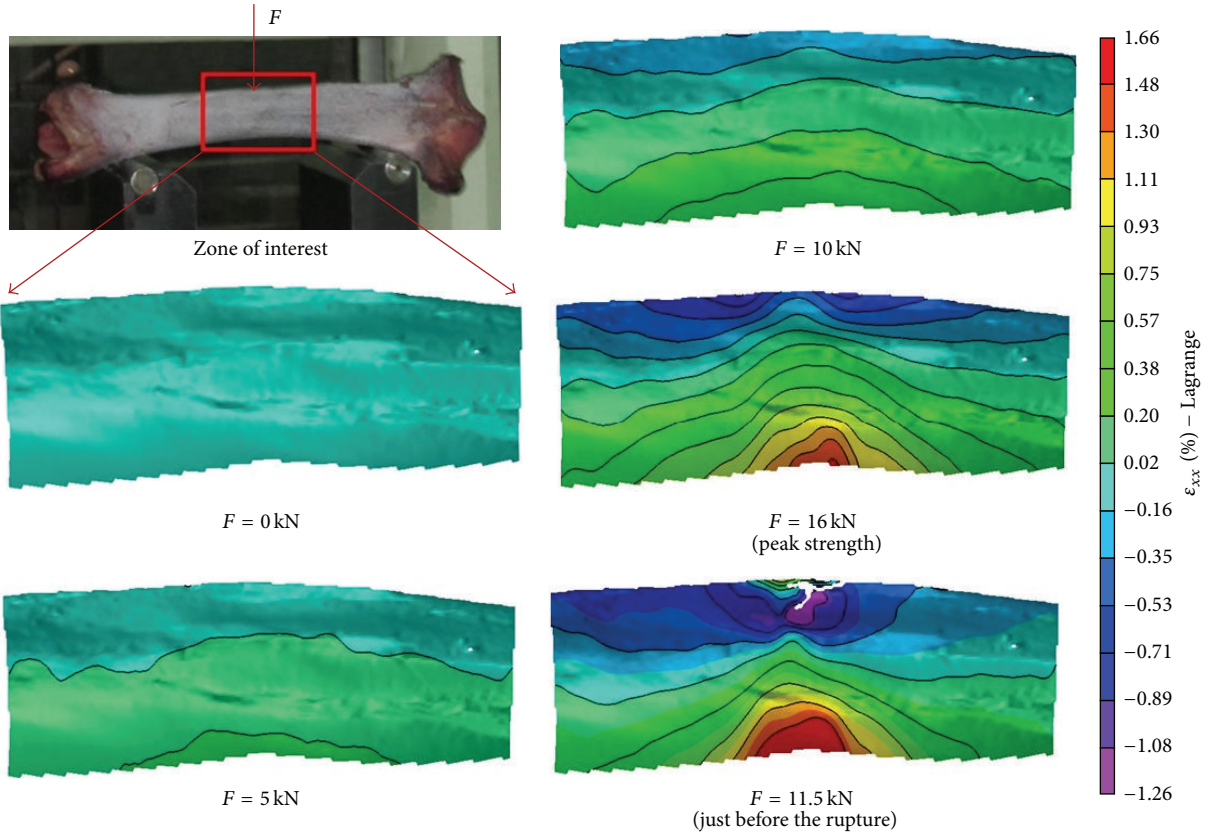 F
Zone of interest
F = 0 kN
F = 5 kN
F = 10 kN
F = 16 kN
(peak strength)
F = 11.5 kN
(just before the rupture)
1.66
1.48
1.30
1.11
0.93
0.75
0.57
0.38
0.20
0.02
−0.16
−0.35
−0.53
−0.71
−0.89
−1.08
−1.26
εxx (%) − Lagrange